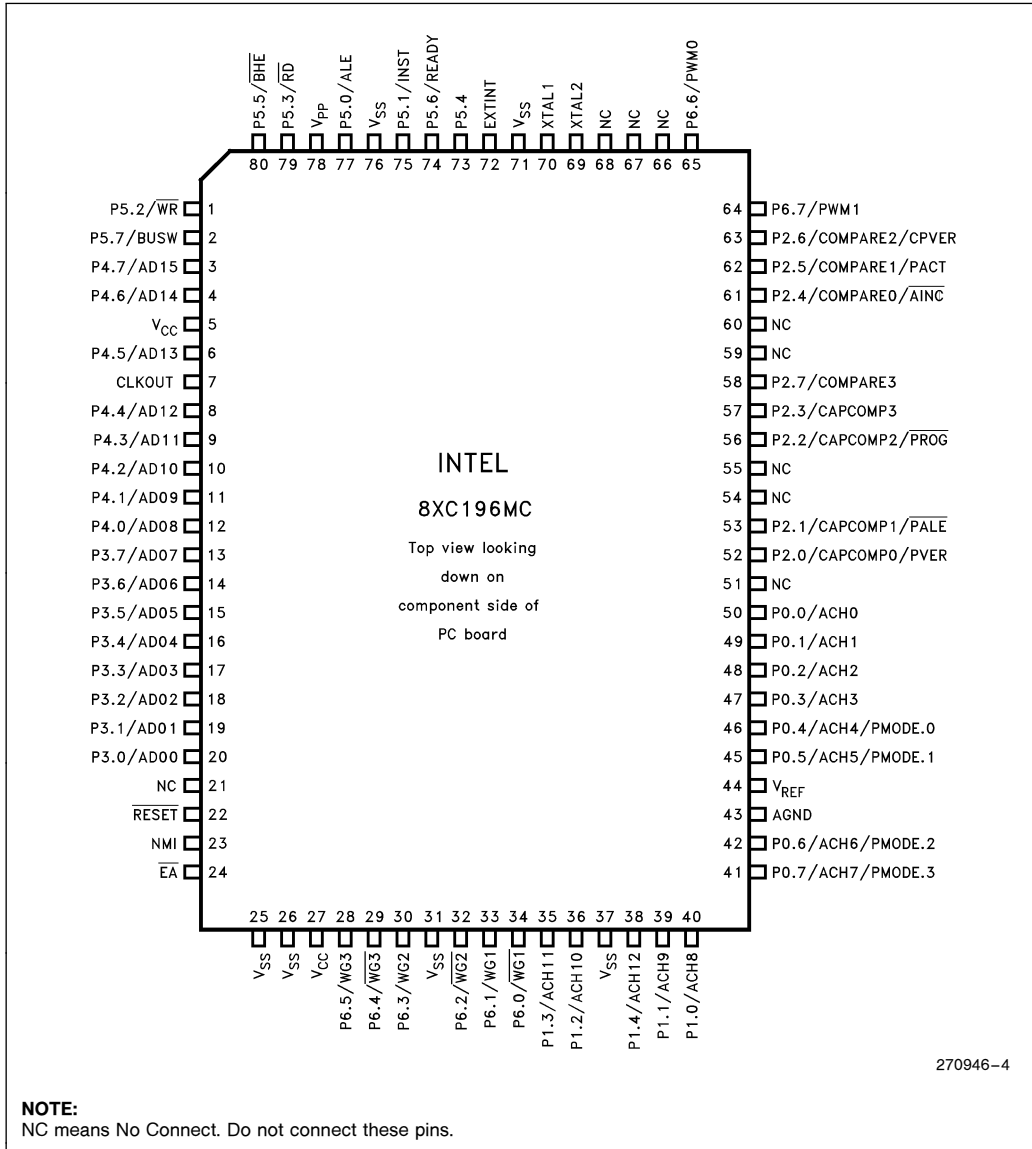 P5.5/B̅H̅E̅
P5.3/R̅D̅
VPP
P5.0/ALE
VSS
P5.1/INST
P5.6/READY
P5.4
EXTINT
VSS
XTAL1
XTAL2
NC
NC
NC
P6.6/PWM0
80 79 78 77 76 75 74 73 72 71 70 69 68 67 66 65
P5.2/W̅R̅ 1
P5.7/BUSW 2
P4.7/AD15 3
P4.6/AD14 4
VCC 5
P4.5/AD13 6
CLKOUT 7
P4.4/AD12 8
P4.3/AD11 9
P4.2/AD10 10
P4.1/AD09 11
P4.0/AD08 12
P3.7/AD07 13
P3.6/AD06 14
P3.5/AD05 15
P3.4/AD04 16
P3.3/AD03 17
P3.2/AD02 18
P3.1/AD01 19
P3.0/AD00 20
NC 21
R̅E̅S̅E̅T̅ 22
NMI 23
E̅A̅ 24
INTEL
8XC196MC
Top view looking
down on
component side of
PC board
64 P6.7/PWM1
63 P2.6/COMPARE2/CPVER
62 P2.5/COMPARE1/PACT
61 P2.4/COMPARE0/A̅I̅N̅C̅
60 NC
59 NC
58 P2.7/COMPARE3
57 P2.3/CAPCOMP3
56 P2.2/CAPCOMP2/P̅R̅O̅G̅
55 NC
54 NC
53 P2.1/CAPCOMP1/P̅A̅L̅E̅
52 P2.0/CAPCOMP0/PVER
51 NC
50 P0.0/ACH0
49 P0.1/ACH1
48 P0.2/ACH2
47 P0.3/ACH3
46 P0.4/ACH4/PMODE.0
45 P0.5/ACH5/PMODE.1
44 VREF
43 AGND
42 P0.6/ACH6/PMODE.2
41 P0.7/ACH7/PMODE.3
25 26 27 28 29 30 31 32 33 34 35 36 37 38 39 40
VSS
VSS
VCC
P6.5/WG3
P6.4/W̅G̅3̅
P6.3/WG2
VSS
P6.2/W̅G̅2̅
P6.1/WG1
P6.0/W̅G̅1̅
P1.3/ACH11
P1.2/ACH10
VSS
P1.4/ACH12
P1.1/ACH9
P1.0/ACH8
270946–4
NOTE:
NC means No Connect. Do not connect these pins.